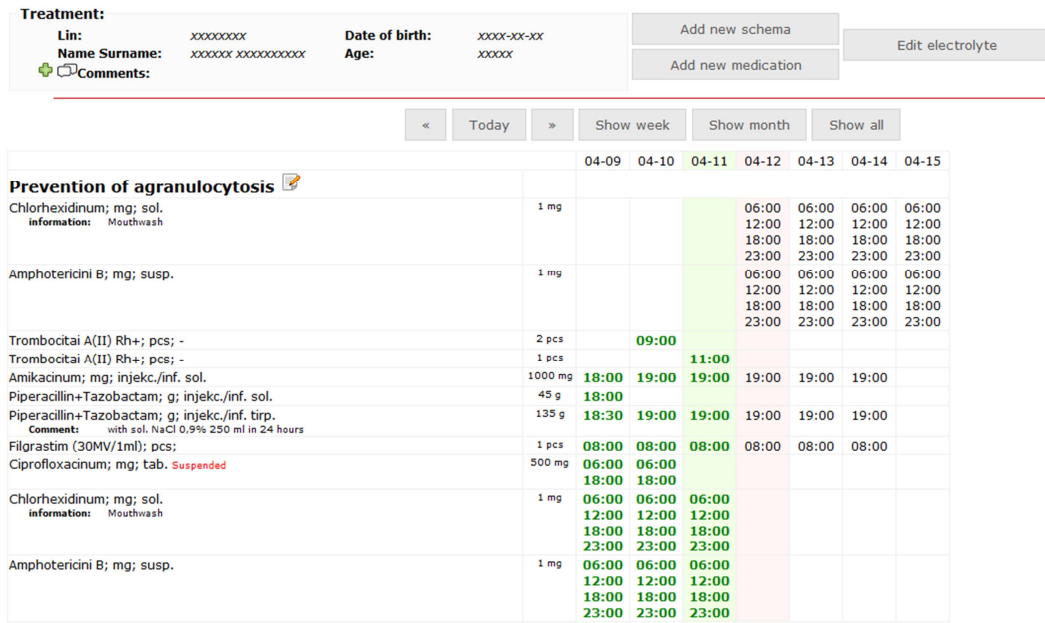 Treatment:
Lin: xxxxxxxx Date of birth: xxxx-xx-xx
Name Surname: xxxxxx xxxxxxxxxx Age: xxxxx
Comments:
Add new schema
Add new medication
Edit electrolyte
« Today » Show week Show month Show all
04-09 04-10 04-11 04-12 04-13 04-14 04-15
Prevention of agranulocytosis
Chlorhexidinum; mg; sol. 1 mg 06:00 06:00 06:00 06:00
information: Mouthwash 12:00 12:00 12:00 12:00
18:00 18:00 18:00 18:00
23:00 23:00 23:00 23:00
Amphotericini B; mg; susp. 1 mg 06:00 06:00 06:00 06:00
12:00 12:00 12:00 12:00
18:00 18:00 18:00 18:00
23:00 23:00 23:00 23:00
Trombocitai A(II) Rh+; pcs; - 2 pcs 09:00
Trombocitai A(II) Rh+; pcs; - 1 pcs 11:00
Amikacinum; mg; injekc./inf. sol. 1000 mg 18:00 19:00 19:00 19:00 19:00 19:00
Piperacillin+Tazobactam; g; injekc./inf. sol. 45 g 18:00
Piperacillin+Tazobactam; g; injekc./inf. tirp. 135 g 18:30 19:00 19:00 19:00 19:00 19:00
Comment: with sol. NaCl 0,9% 250 ml in 24 hours
Filgrastim (30MV/1ml); pcs; 1 pcs 08:00 08:00 08:00 08:00 08:00 08:00
Ciprofloxacinum; mg; tab. Suspended 500 mg 06:00 06:00
18:00 18:00
Chlorhexidinum; mg; sol. 1 mg 06:00 06:00 06:00
information: Mouthwash 12:00 12:00 12:00
18:00 18:00 18:00
23:00 23:00 23:00
Amphotericini B; mg; susp. 1 mg 06:00 06:00 06:00
12:00 12:00 12:00
18:00 18:00 18:00
23:00 23:00 23:00